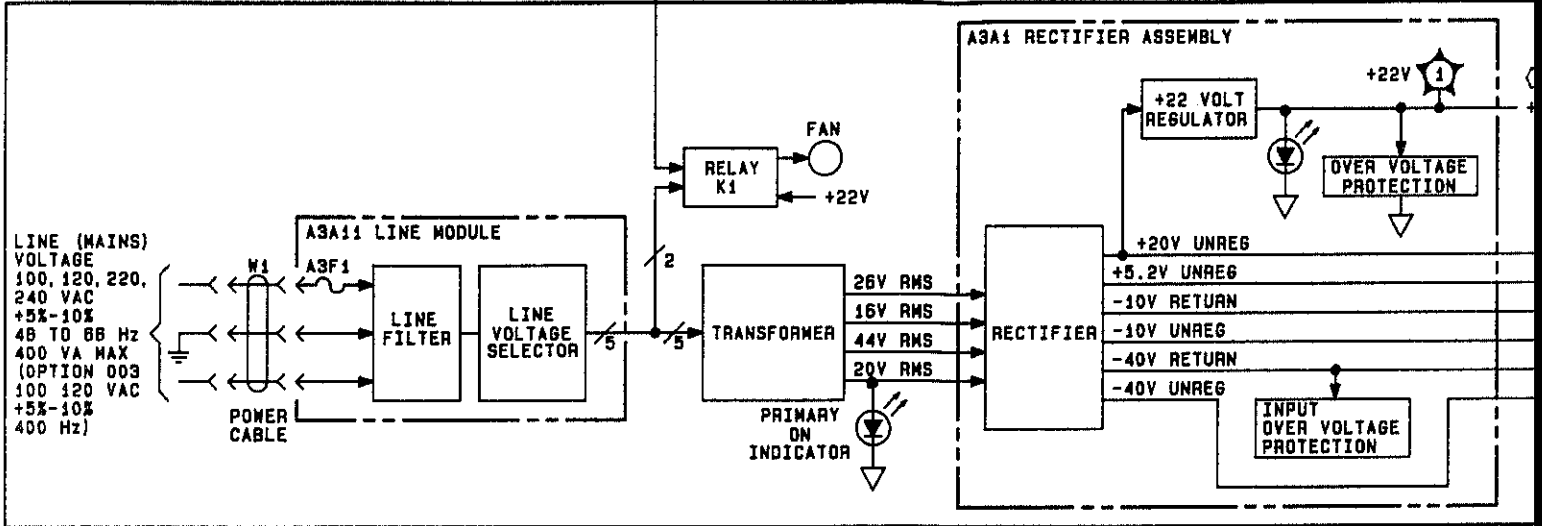 A3A1 RECTIFIER ASSEMBLY
+22V
1
+22 VOLT
REGULATOR
OVER VOLTAGE
PROTECTION
FAN
RELAY
K1
+22V
A3A11 LINE MODULE
LINE (MAINS)
VOLTAGE
100, 120, 220,
240 VAC
+5%-10%
48 TO 66 Hz
400 VA MAX
(OPTION 003
100 120 VAC
+5%-10%
400 Hz)
W1
A3F1
POWER
CABLE
LINE
FILTER
LINE
VOLTAGE
SELECTOR
5
2
5
TRANSFORMER
26V RMS
16V RMS
44V RMS
20V RMS
PRIMARY
ON
INDICATOR
RECTIFIER
+20V UNREG
+5.2V UNREG
-10V RETURN
-10V UNREG
-40V RETURN
-40V UNREG
INPUT
OVER VOLTAGE
PROTECTION